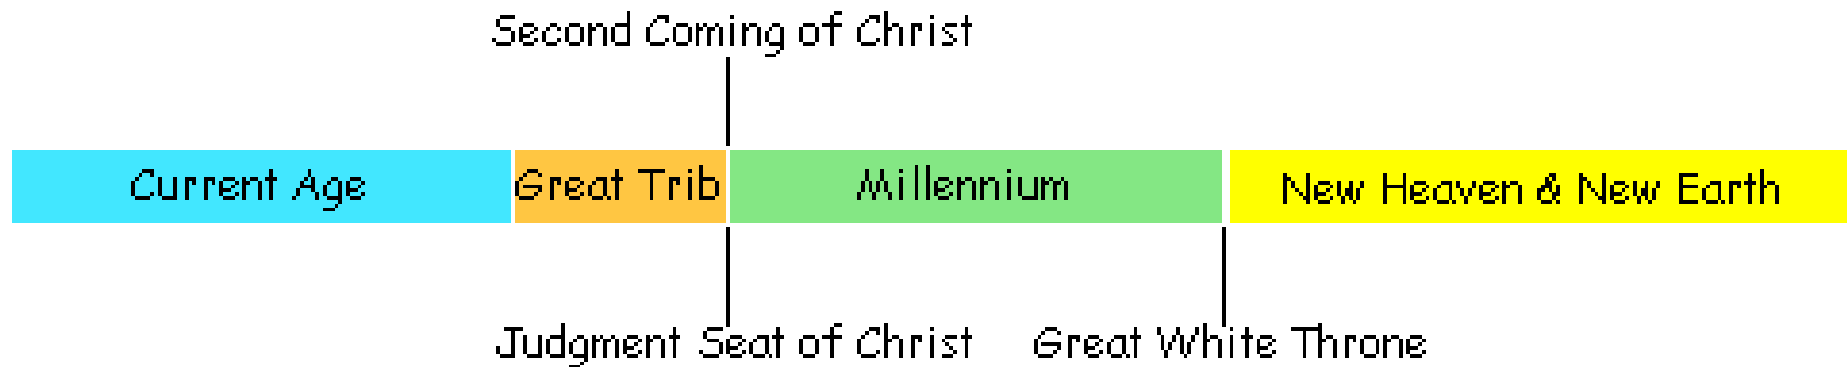 Second Coming of Christ
Current Age
Great Trib
Millennium
New Heaven & New Earth
Judgment Seat of Christ
Great White Throne